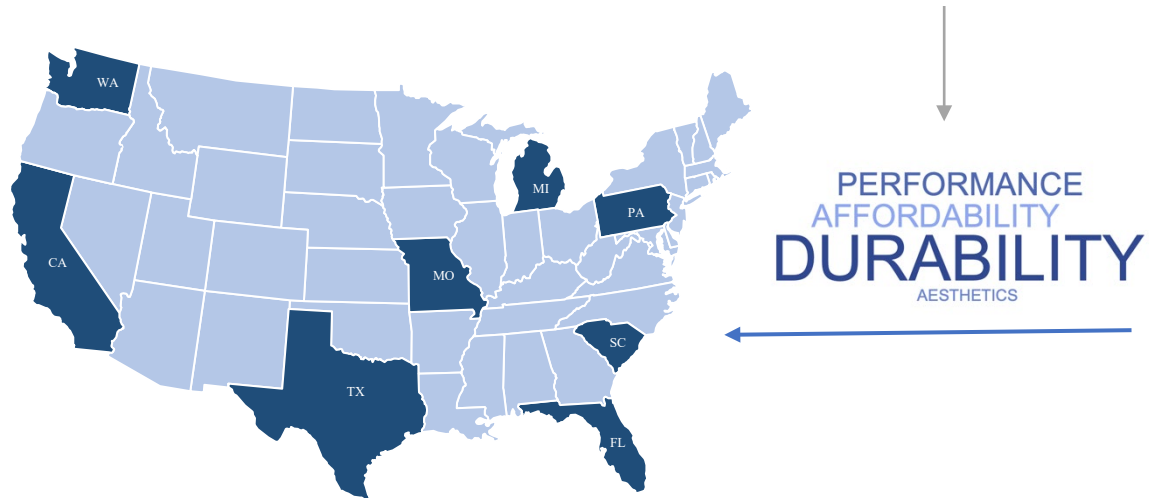 WA
MI
PA
CA
MO
SC
TX
FL
PERFORMANCE
AFFORDABILITY
DURABILITY
AESTHETICS